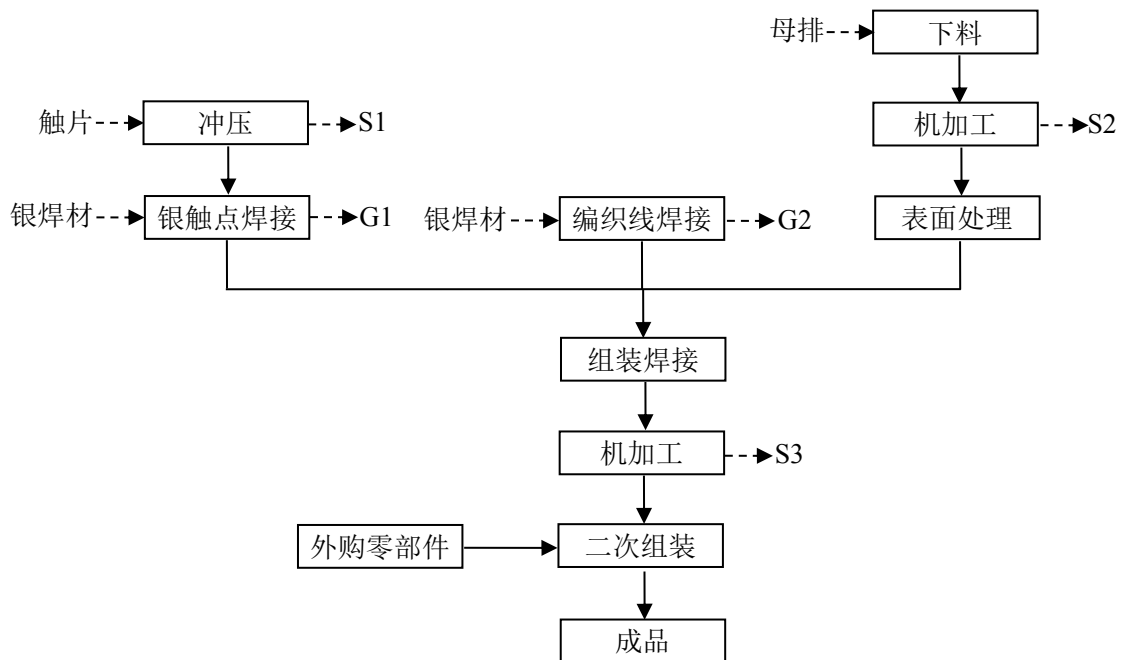 母排 下料
触片 冲压 S1 机加工 S2
银焊材 银触点焊接 G1 银焊材 编织线焊接 G2 表面处理
组装焊接
机加工 S3
外购零部件 二次组装
成品